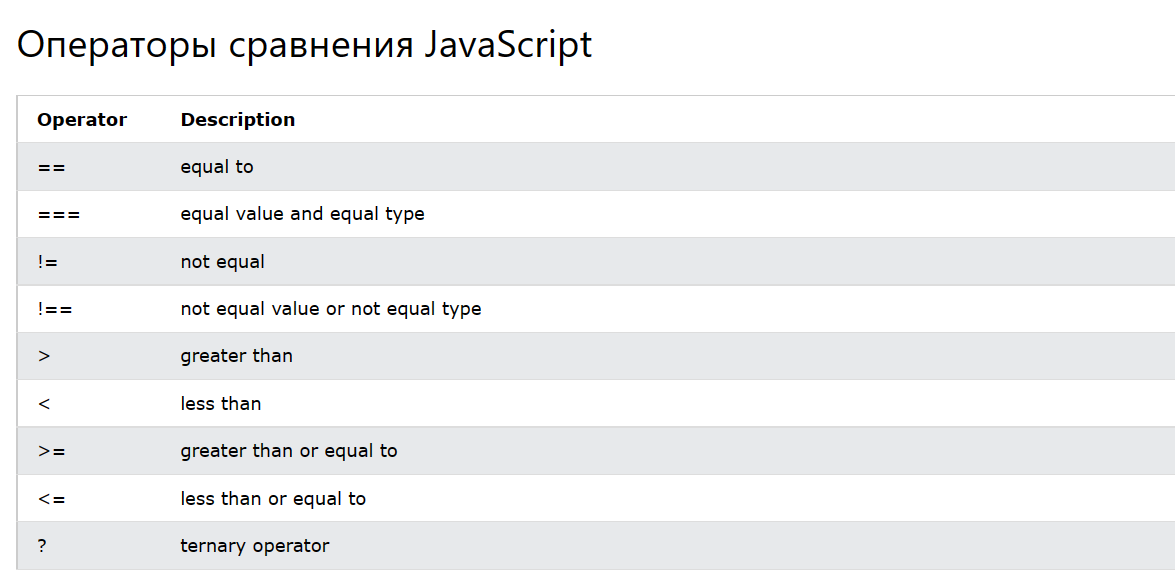 Операторы сравнения JavaScript
Operator Description
== equal to
=== equal value and equal type
!= not equal
!== not equal value or not equal type
> greater than
< less than
>= greater than or equal to
<= less than or equal to
? ternary operator